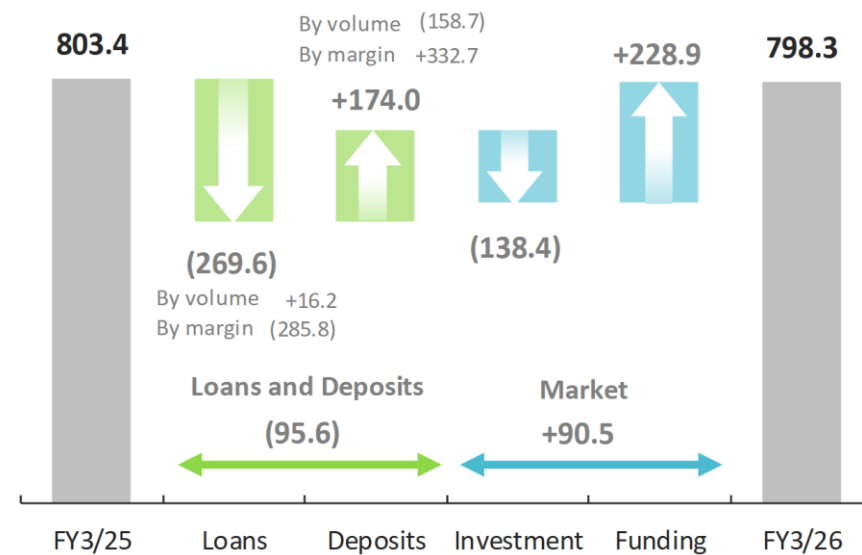 803.4
By volume (158.7)
By margin +332.7
+174.0
+228.9
798.3
(269.6)
By volume +16.2
By margin (285.8)
(138.4)
Loans and Deposits
(95.6)
Market
+90.5
FY3/25 Loans Deposits Investment Funding FY3/26